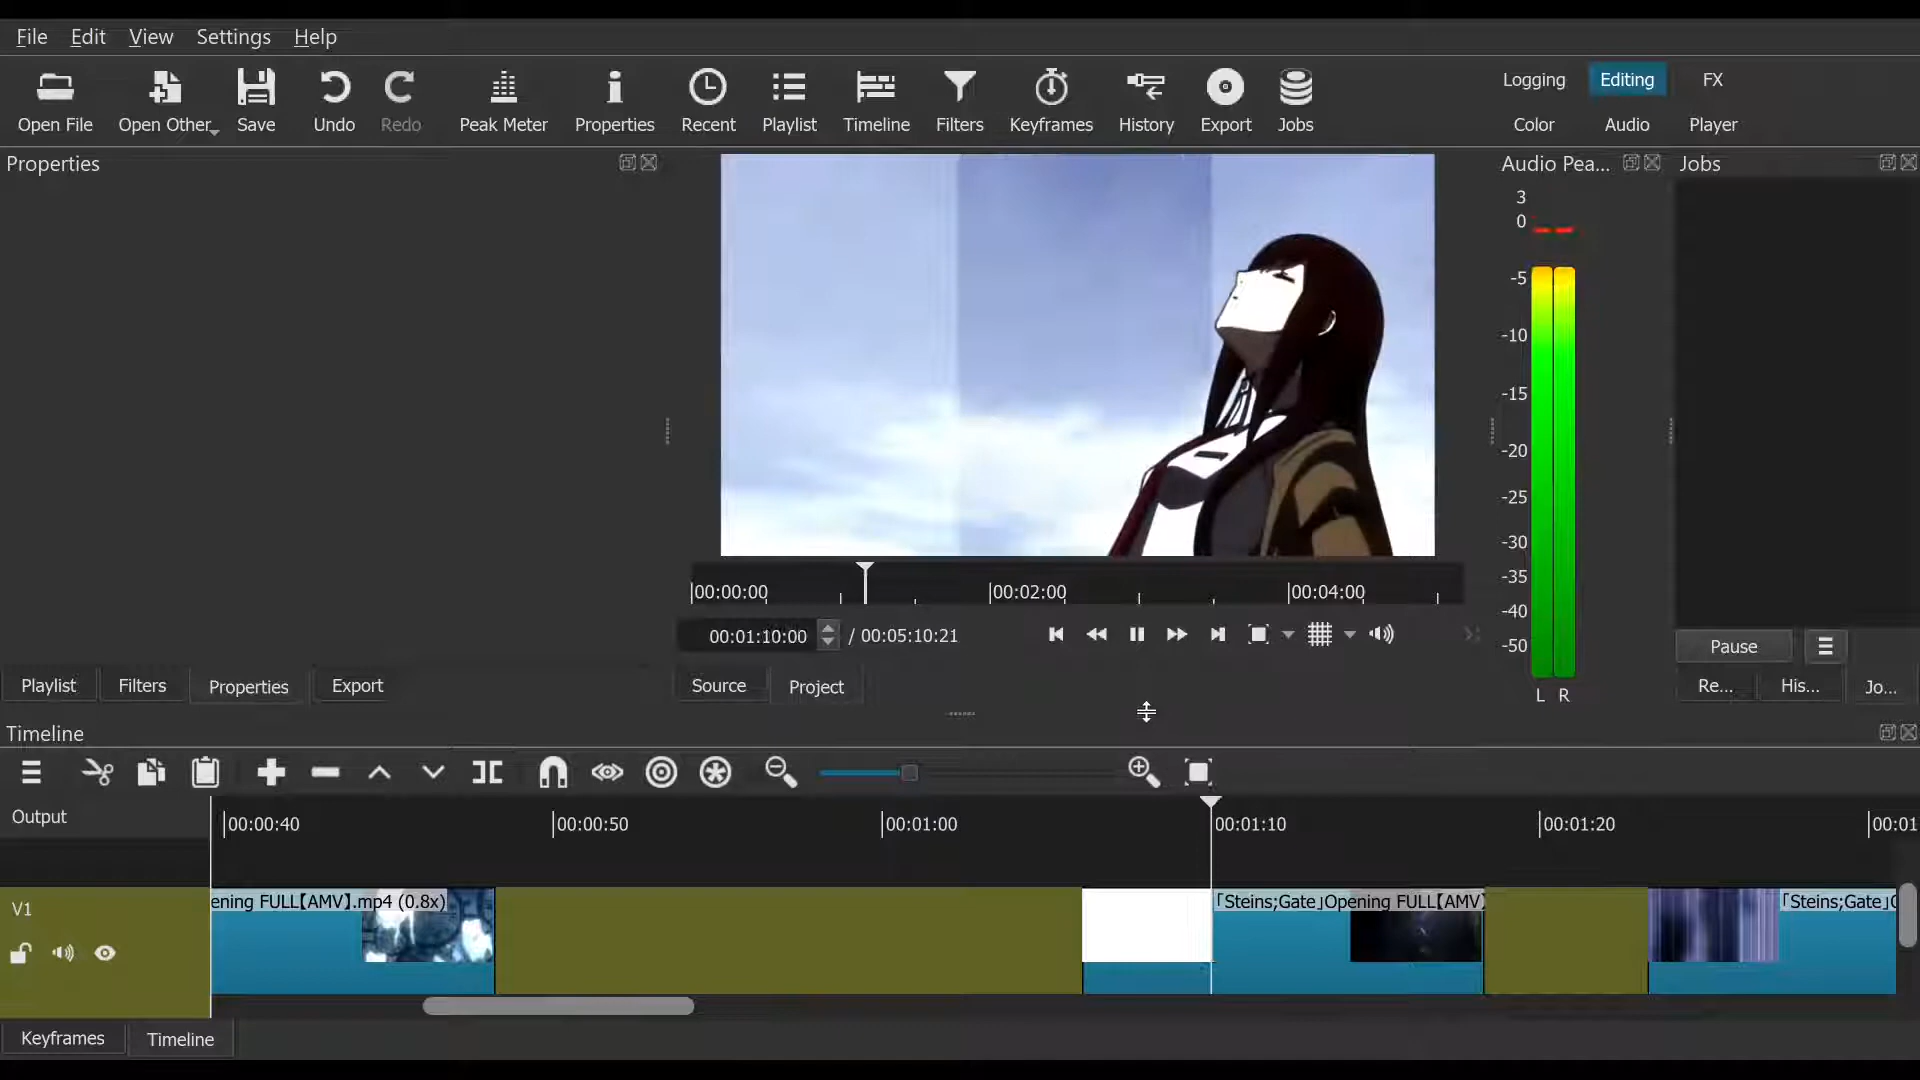 File Edit View Settings Help
Open File Open Other Save Undo Redo Peak Meter Properties Recent Playlist Timeline Filters Keyframes History Export Jobs
Logging Editing FX
Color Audio Player
Properties
Audio Pea...
Jobs
3
0
-5
-10
-15
-20
-25
-30
-35
-40
-50
L R
00:00:00 00:02:00 00:04:00
00:01:10:00 / 00:05:10:21
Pause
Playlist Filters Properties Export
Source Project
Re... His... Jo...
Timeline
Output
00:00:40 00:00:50 00:01:00 00:01:10 00:01:20 00:01
V1
ening FULL【AMV】.mp4 (0.8x)
「Steins;Gate」Opening FULL【AMV】
「Steins;Gate」
Keyframes Timeline